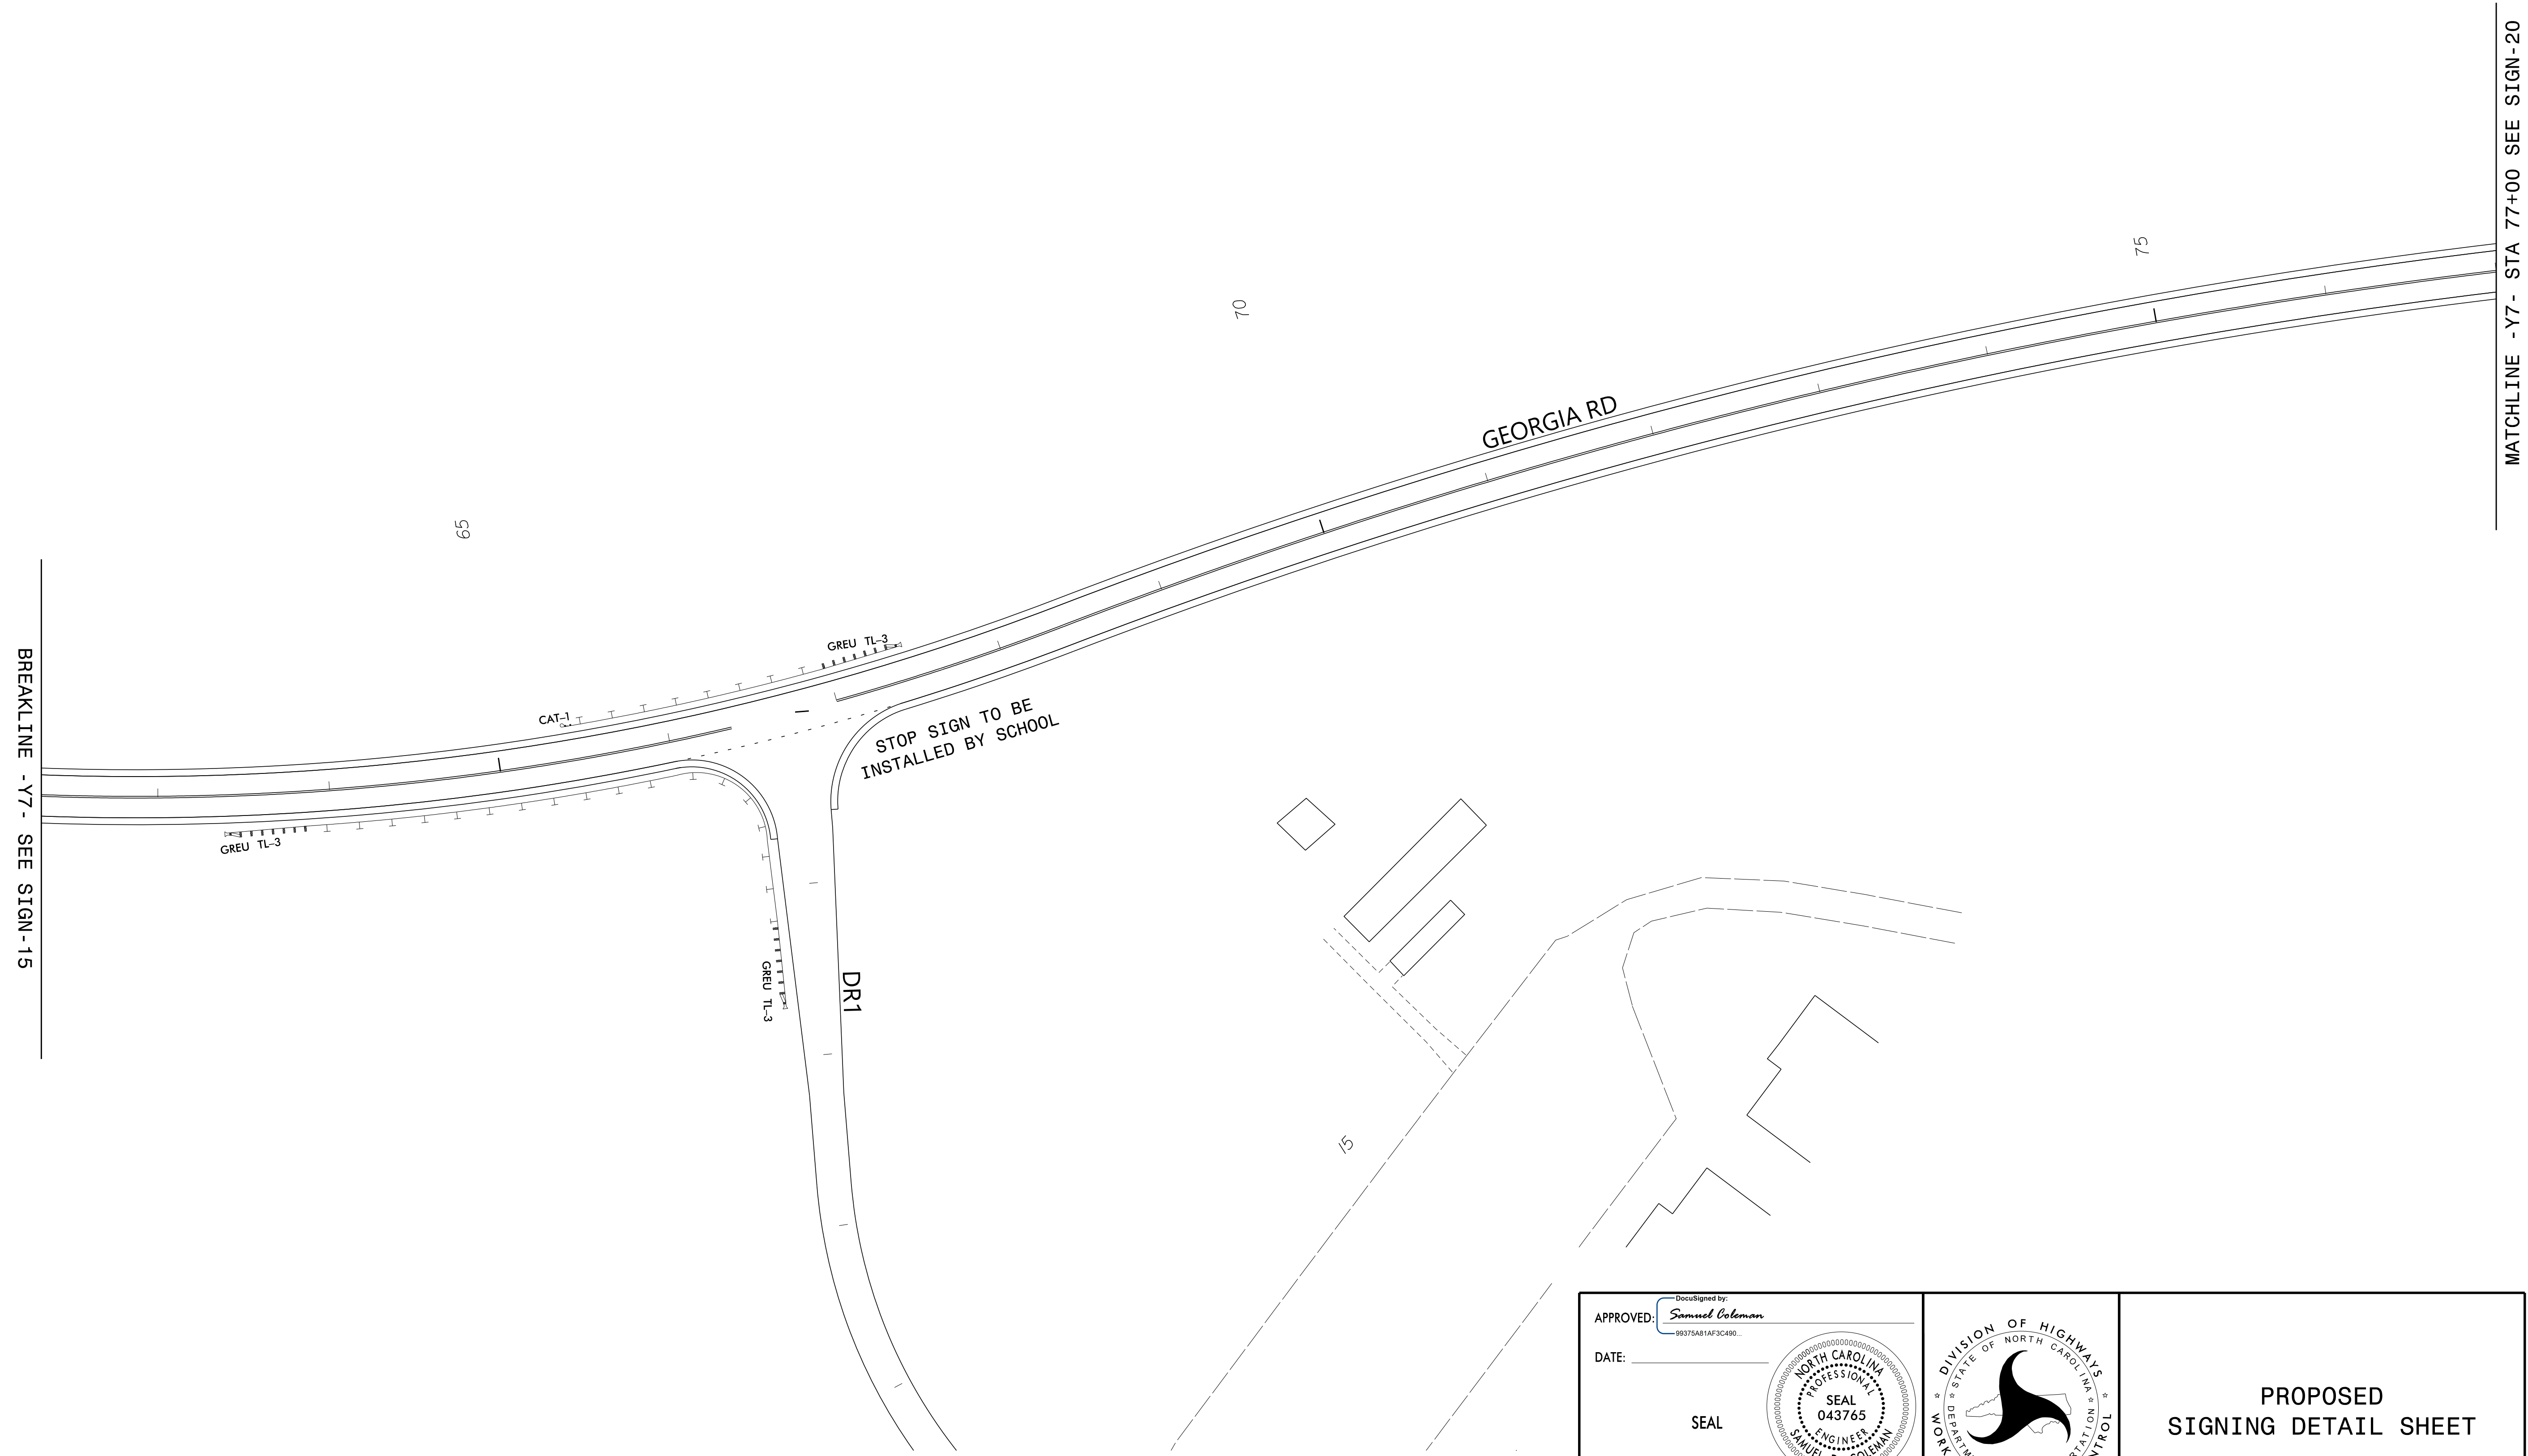 MATCHLINE -Y7- STA 77+00 SEE SIGN-20
75
70
GEORGIA RD
65
GREU TL-3
CAT-1
STOP SIGN TO BE
INSTALLED BY SCHOOL
BREAKLINE -Y7- SEE SIGN-15
GREU TL-3
GREU TL-3
DR1
15
APPROVED:
DocuSigned by:
Samuel Coleman
99375A81AF3C490...
DATE:
SEAL
NORTH CAROLINA
PROFESSIONAL
SEAL
043765
ENGINEER
SAMUEL
COLEMAN
DIVISION OF HIGHWAYS
STATE OF NORTH CAROLINA
PROPOSED
SIGNING DETAIL SHEET